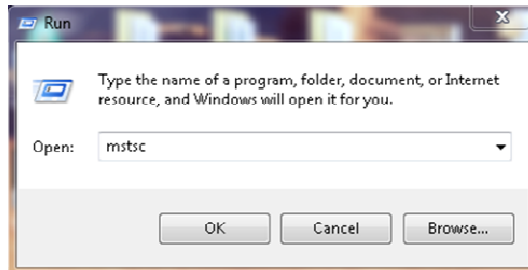 Run
X
Type the name of a program, folder, document, or Internet
resource, and Windows will open it for you.
Open: mstsc
OK Cancel Browse...